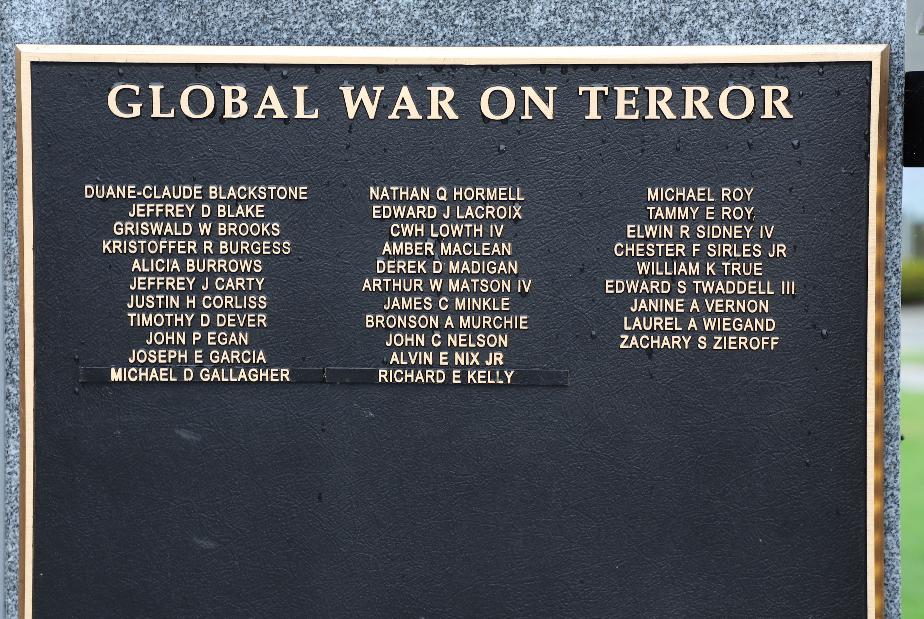 GLOBAL WAR ON TERROR
DUANE-CLAUDE BLACKSTONE
JEFFREY D BLAKE
GRISWALD W BROOKS
KRISTOFFER R BURGESS
ALICIA BURROWS
JEFFREY J CARTY
JUSTIN H CORLISS
TIMOTHY D DEVER
JOHN P EGAN
JOSEPH E GARCIA
MICHAEL D GALLAGHER
NATHAN Q HORMELL
EDWARD J LACROIX
CWH LOWTH IV
AMBER MACLEAN
DEREK D MADIGAN
ARTHUR W MATSON IV
JAMES C MINKLE
BRONSON A MURCHIE
JOHN C NELSON
ALVIN E NIX JR
RICHARD E KELLY
MICHAEL ROY
TAMMY E ROY
ELWIN R SIDNEY IV
CHESTER F SIRLES JR
WILLIAM K TRUE
EDWARD S TWADDELL III
JANINE A VERNON
LAUREL A WIEGAND
ZACHARY S ZIEROFF